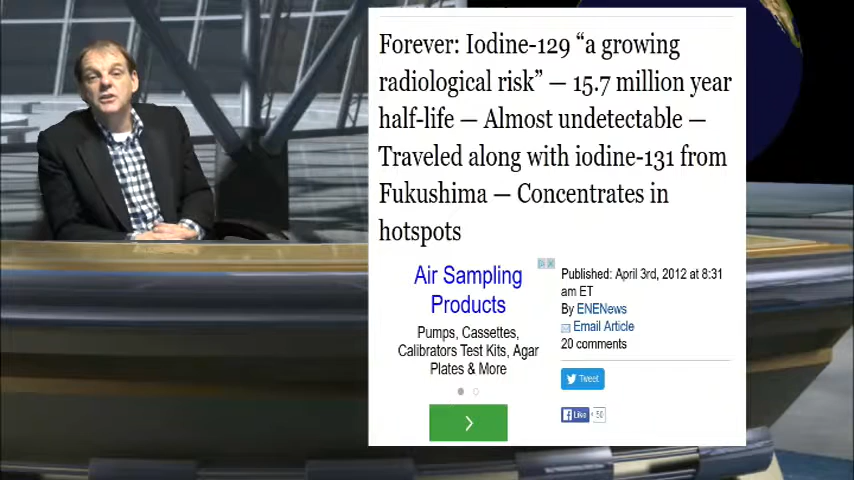 Forever: Iodine-129 “a growing
radiological risk” — 15.7 million year
half-life — Almost undetectable —
Traveled along with iodine-131 from
Fukushima — Concentrates in
hotspots
Air Sampling
Products
Pumps, Cassettes,
Calibrators Test Kits, Agar
Plates & More
Published: April 3rd, 2012 at 8:31
am ET
By ENENews
Email Article
20 comments
Tweet
Like 50